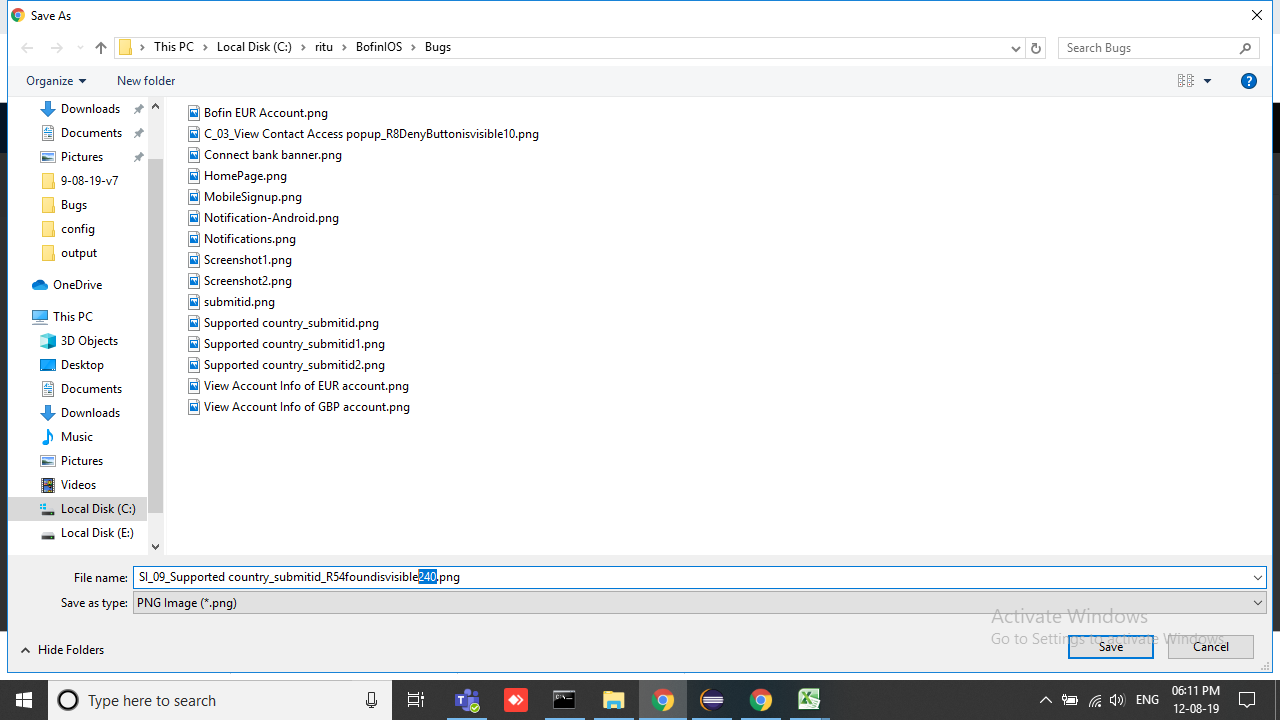 Save As
This PC > Local Disk (C:) > ritu > BofinIOS > Bugs
Search Bugs
Organize
New folder
Downloads
Documents
Pictures
9-08-19-v7
Bugs
config
output
OneDrive
This PC
3D Objects
Desktop
Documents
Downloads
Music
Pictures
Videos
Local Disk (C:)
Local Disk (E:)
Bofin EUR Account.png
C_03_View Contact Access popup_R8DenyButtonisvisible10.png
Connect bank banner.png
HomePage.png
MobileSignup.png
Notification-Android.png
Notifications.png
Screenshot1.png
Screenshot2.png
submitid.png
Supported country_submitid.png
Supported country_submitid1.png
Supported country_submitid2.png
View Account Info of EUR account.png
View Account Info of GBP account.png
File name: SI_09_Supported country_submitid_R54foundisvisible240.png
Save as type: PNG Image (*.png)
Activate Windows
Go to Settings to activate Windows.
Hide Folders
Save
Cancel
Type here to search
ENG
06:11 PM
12-08-19